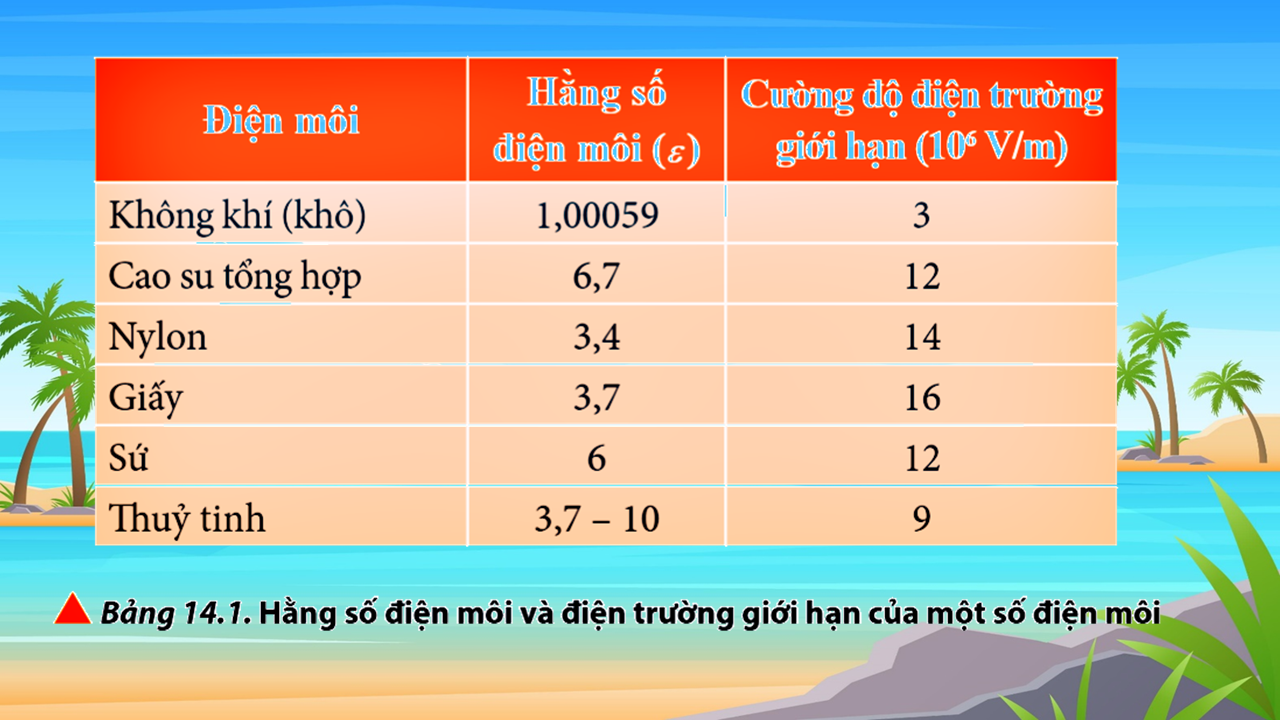 Điện môi
Hằng số
điện môi (ε)
Cường độ điện trường
giới hạn (10⁶ V/m)
Không khí (khô) 1,00059 3
Cao su tổng hợp 6,7 12
Nylon 3,4 14
Giấy 3,7 16
Sứ 6 12
Thuỷ tinh 3,7 – 10 9
Bảng 14.1. Hằng số điện môi và điện trường giới hạn của một số điện môi